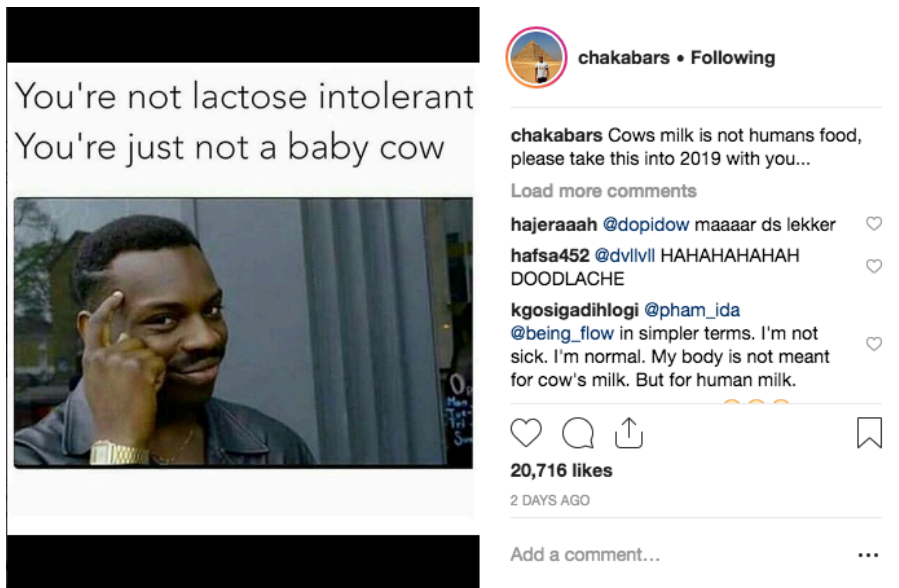 You're not lactose intolerant
You're just not a baby cow
chakabars • Following
chakabars Cows milk is not humans food,
please take this into 2019 with you...
Load more comments
hajeraaah @dopidow maaaar ds lekker
hafsa452 @dvllvll HAHAHAHAHAH
DOODLACHE
kgosigadihlogi @pham_ida
@being_flow in simpler terms. I'm not
sick. I'm normal. My body is not meant
for cow's milk. But for human milk.
20,716 likes
2 DAYS AGO
Add a comment...